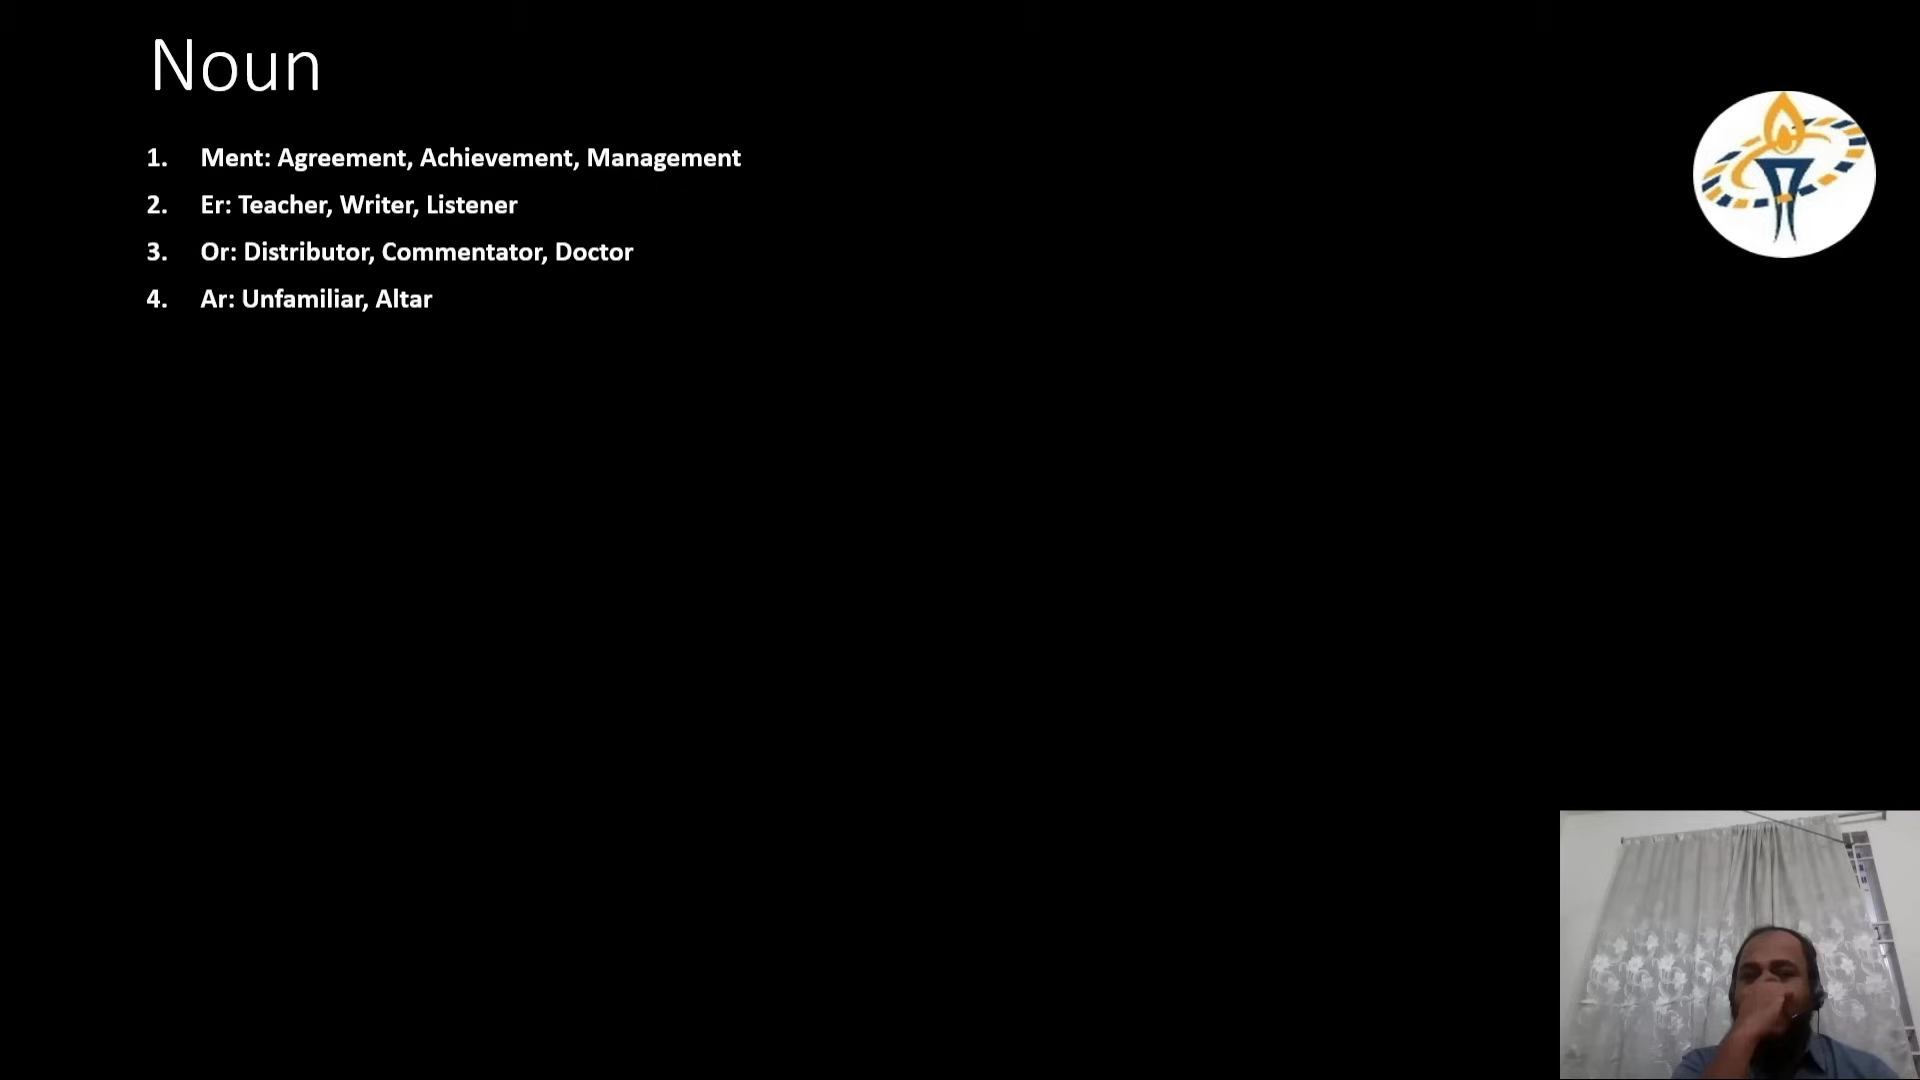 Noun
1. Ment: Agreement, Achievement, Management
2. Er: Teacher, Writer, Listener
3. Or: Distributor, Commentator, Doctor
4. Ar: Unfamiliar, Altar